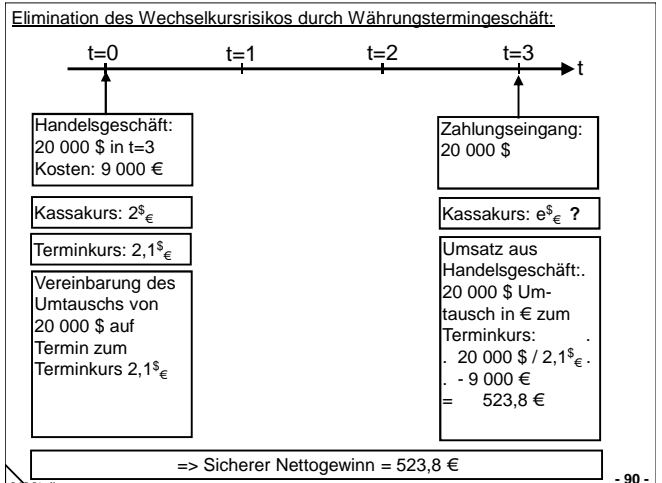 Elimination des Wechselkursrisikos durch Währungstermingeschäft:
t=0 t=1 t=2 t=3
t
Handelsgeschäft:
20 000 $ in t=3
Kosten: 9 000 €
Zahlungseingang:
20 000 $
Kassakurs: 2$€
Kassakurs: e$€ ?
Terminkurs: 2,1$€
Vereinbarung des
Umtauschs von
20 000 $ auf
Termin zum
Terminkurs 2,1$€
Umsatz aus
Handelsgeschäft:.
20 000 $ Um-
tausch in € zum
Terminkurs: .
. 20 000 $ / 2,1$€ .
. - 9 000 €
= 523,8 €
=> Sicherer Nettogewinn = 523,8 €
- 90 -